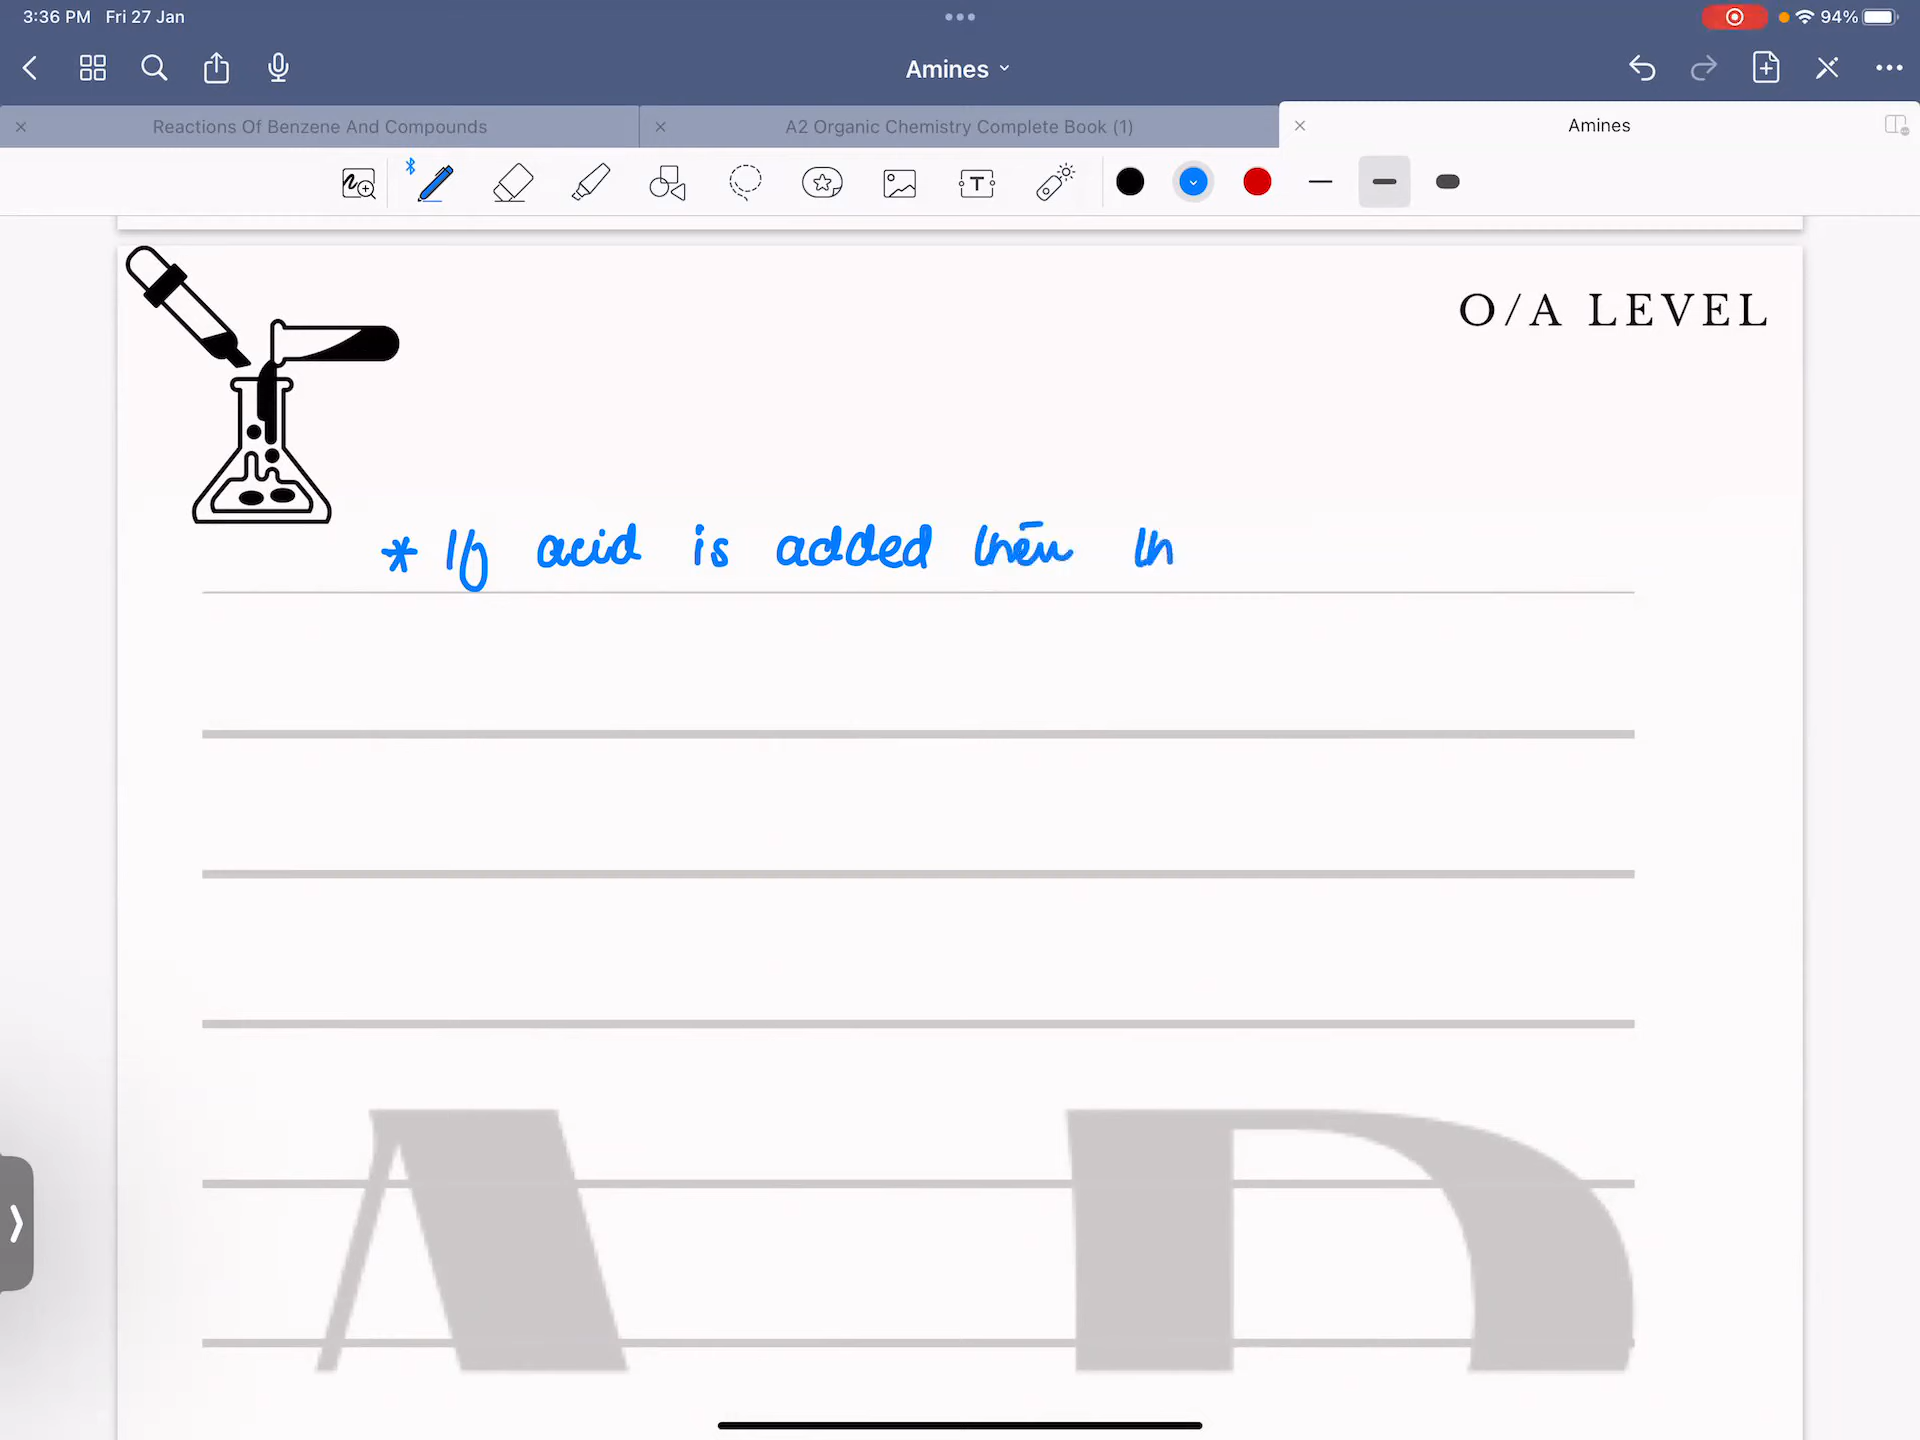 3:36 PM Fri 27 Jan
94%
Amines
Reactions Of Benzene And Compounds
A2 Organic Chemistry Complete Book (1)
Amines
T
O/A LEVEL
* If acid is added then th
A D